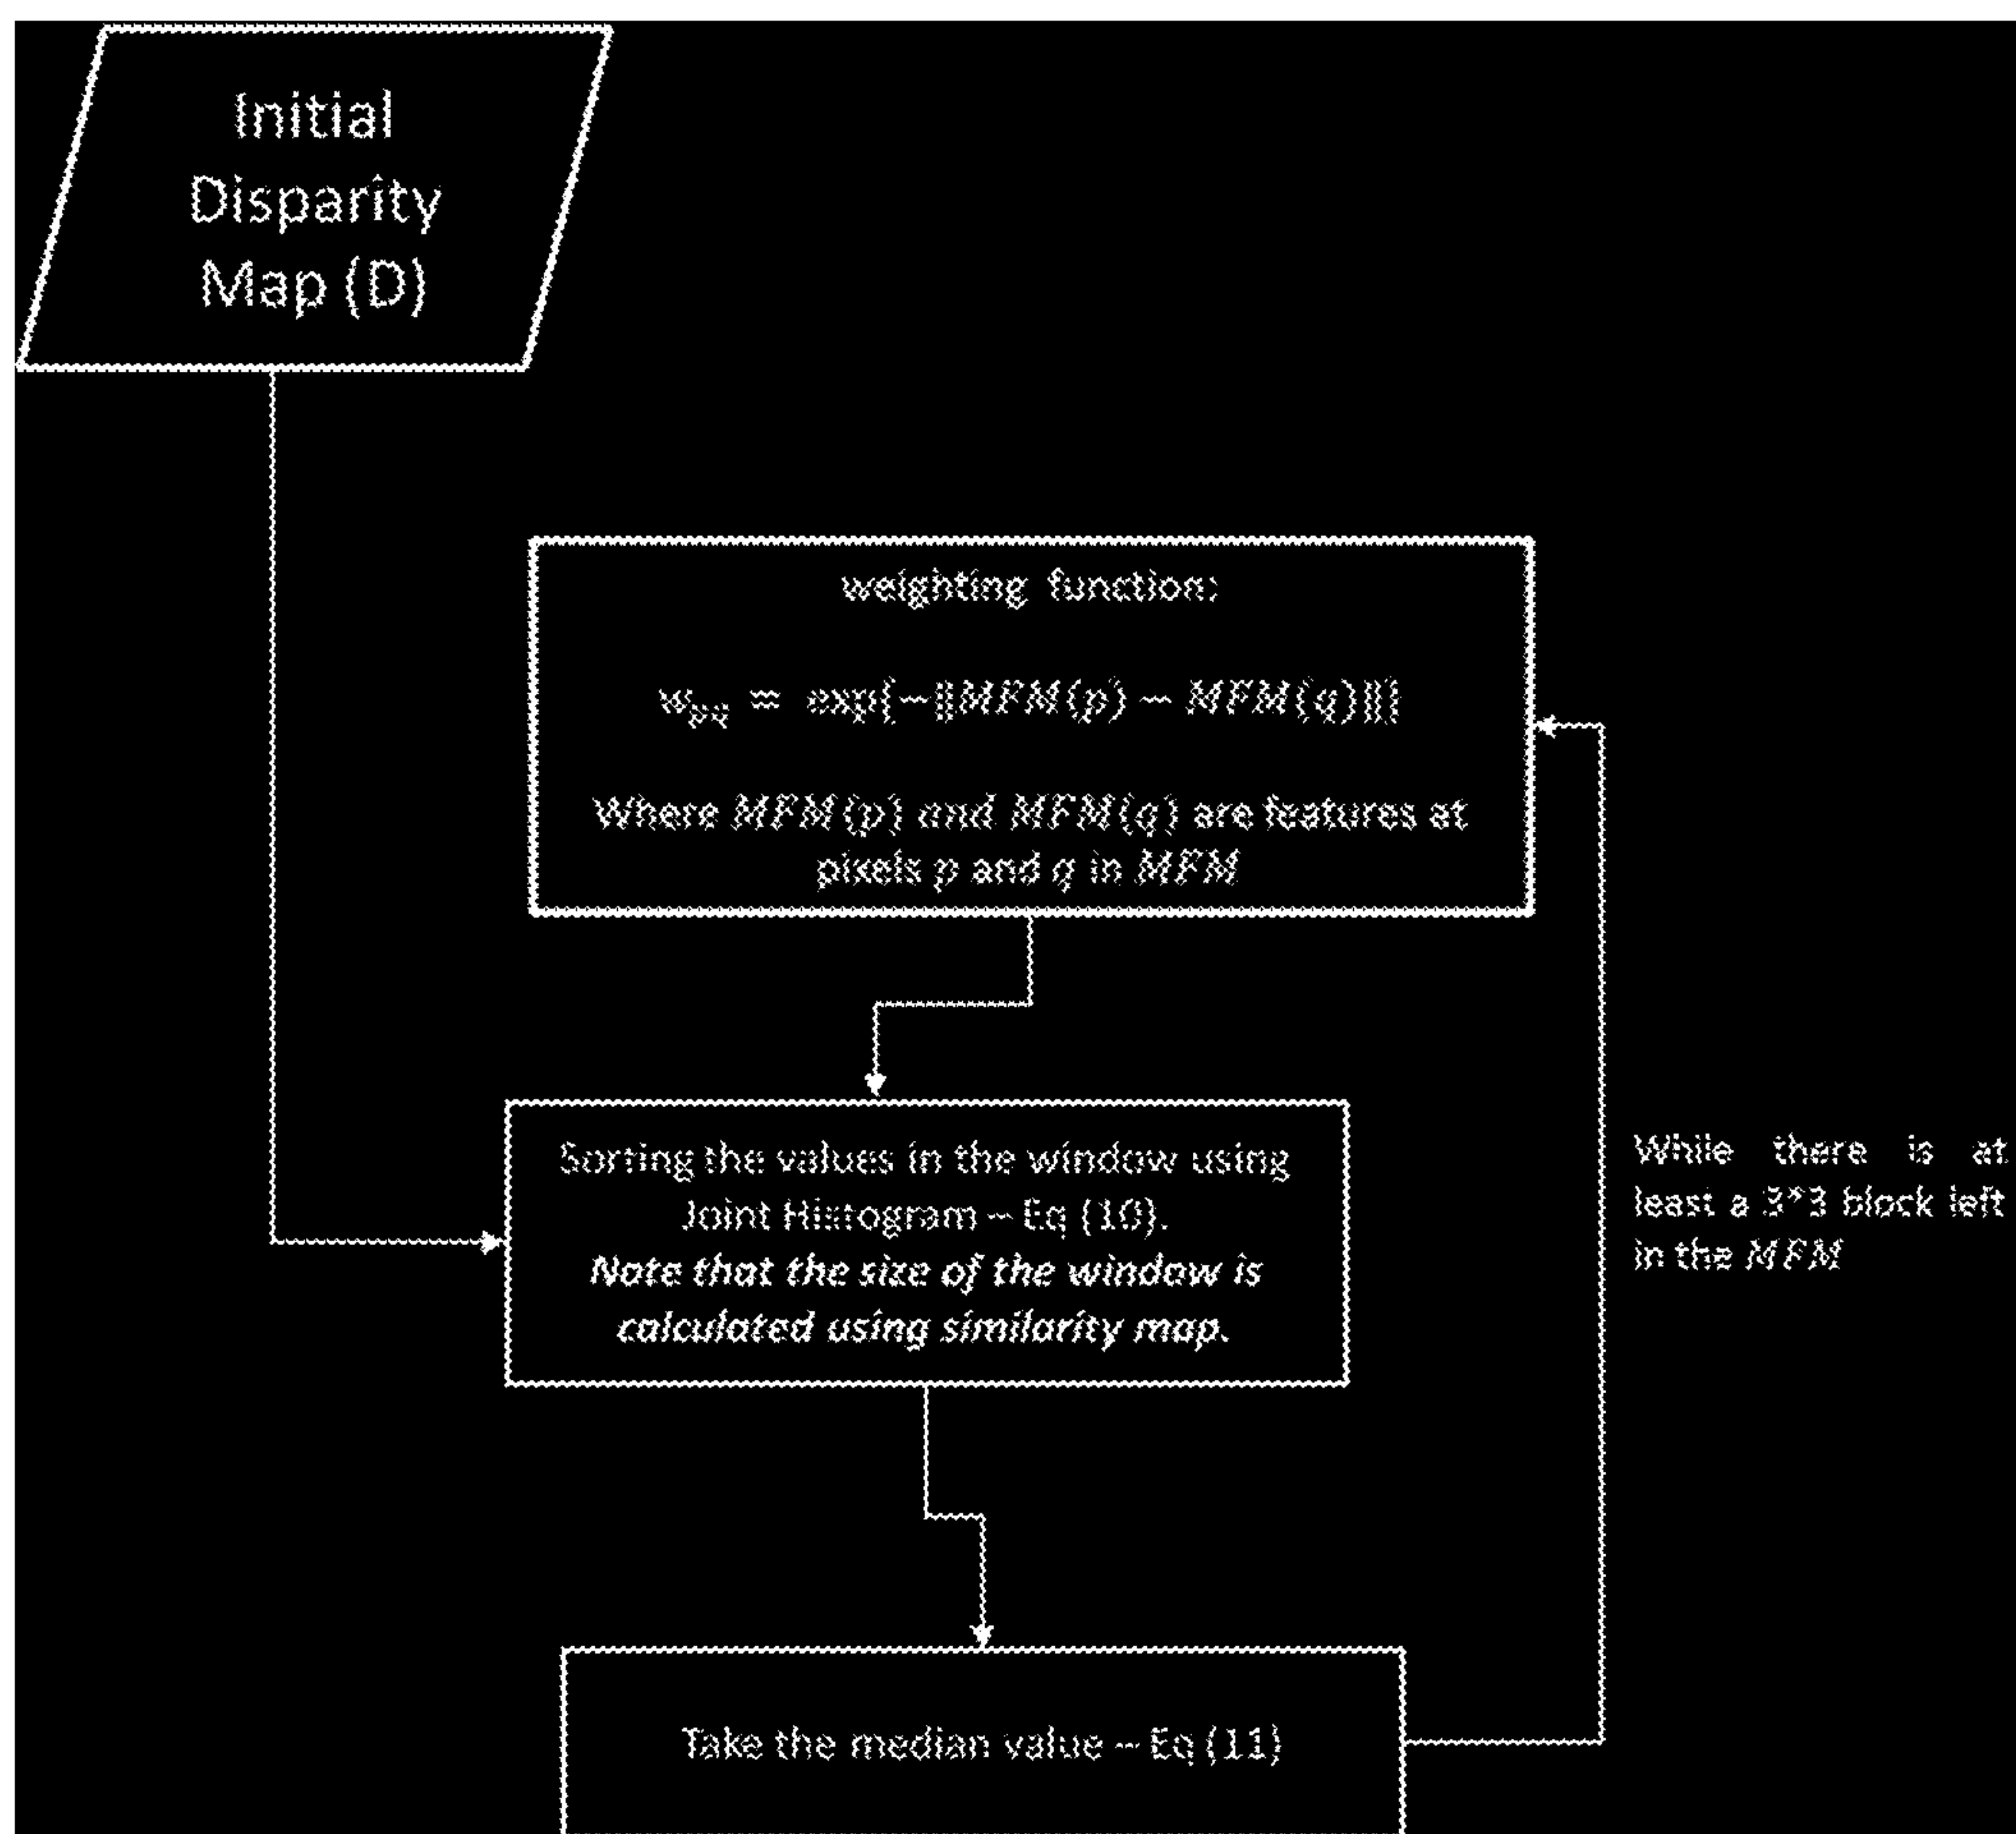 Initial
Disparity
Map (D)
weighting function:
w_pq = exp{−‖MFM(p) − MFM(q)‖}
Where MFM(p) and MFM(q) are features at
pixels p and q in MFM
Sorting the values in the window using
Joint Histogram – Eq (10).
Note that the size of the window is
calculated using similarity map.
While there is at
least a 3*3 block left
in the MFM
Take the median value – Eq (11)